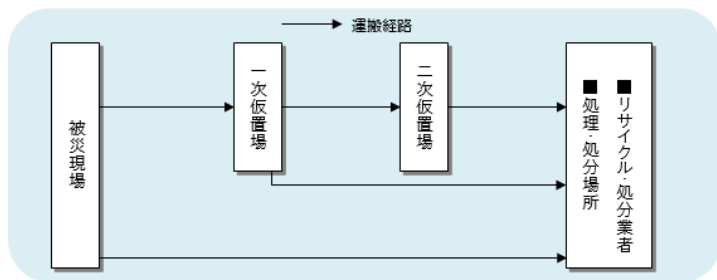 運搬経路
被災現場
一次仮置場
二次仮置場
■リサイクル・処分業者
■処理・処分場所